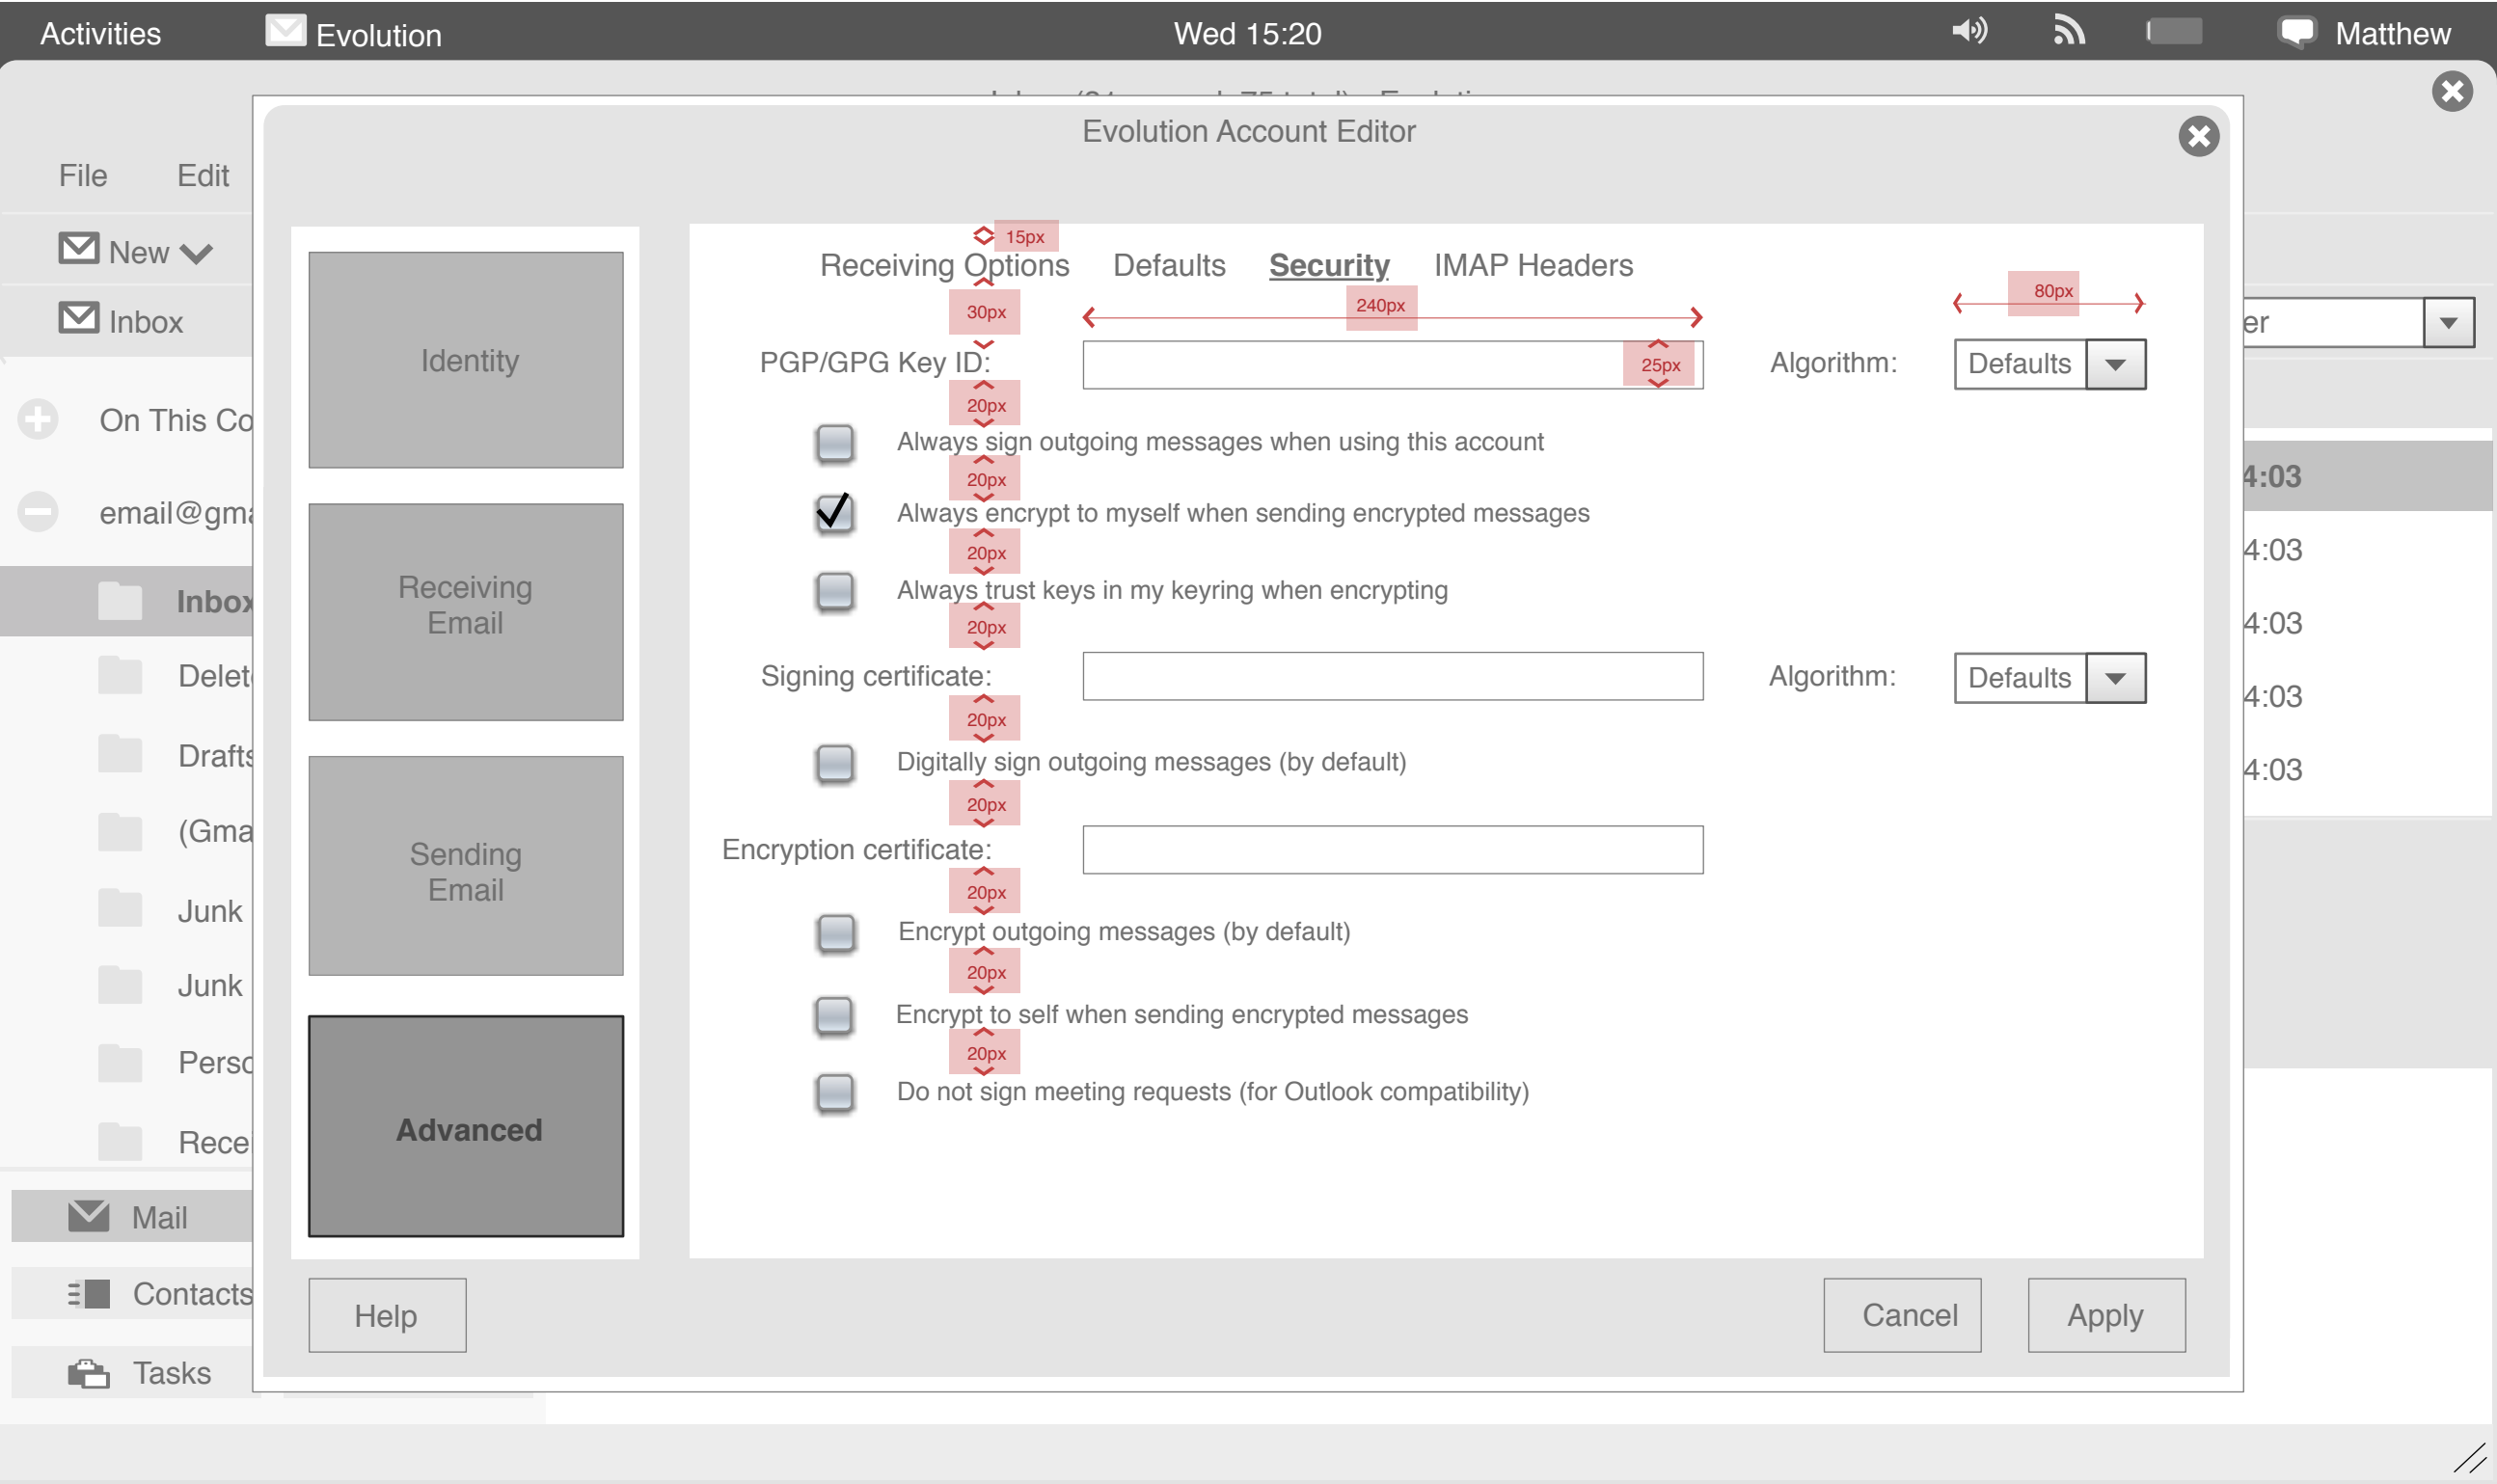 Activities Evolution Wed 15:20 Matthew
Evolution Account Editor
File Edit
New
Inbox
er
On This Co
email@gma
Inbox
Delet
Drafts
(Gma
Junk
Junk
Perso
Recei
Mail
Contacts
Tasks
4:03
4:03
4:03
4:03
4:03
Identity
Receiving
Email
Sending
Email
Advanced
15px
Receiving Options Defaults Security IMAP Headers
30px 240px 80px
PGP/GPG Key ID: 25px Algorithm: Defaults
20px
Always sign outgoing messages when using this account
20px
Always encrypt to myself when sending encrypted messages
20px
Always trust keys in my keyring when encrypting
20px
Signing certificate: Algorithm: Defaults
20px
Digitally sign outgoing messages (by default)
20px
Encryption certificate:
20px
Encrypt outgoing messages (by default)
20px
Encrypt to self when sending encrypted messages
20px
Do not sign meeting requests (for Outlook compatibility)
Help Cancel Apply